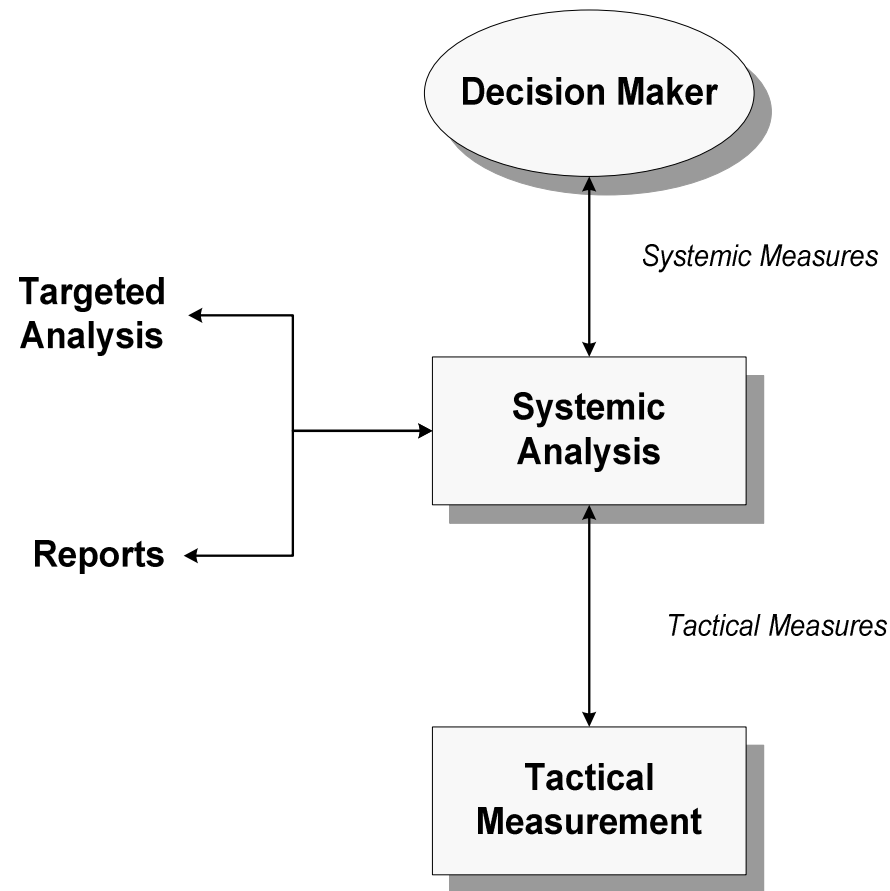 Decision Maker
Systemic Measures
Targeted
Analysis
Systemic
Analysis
Reports
Tactical Measures
Tactical
Measurement